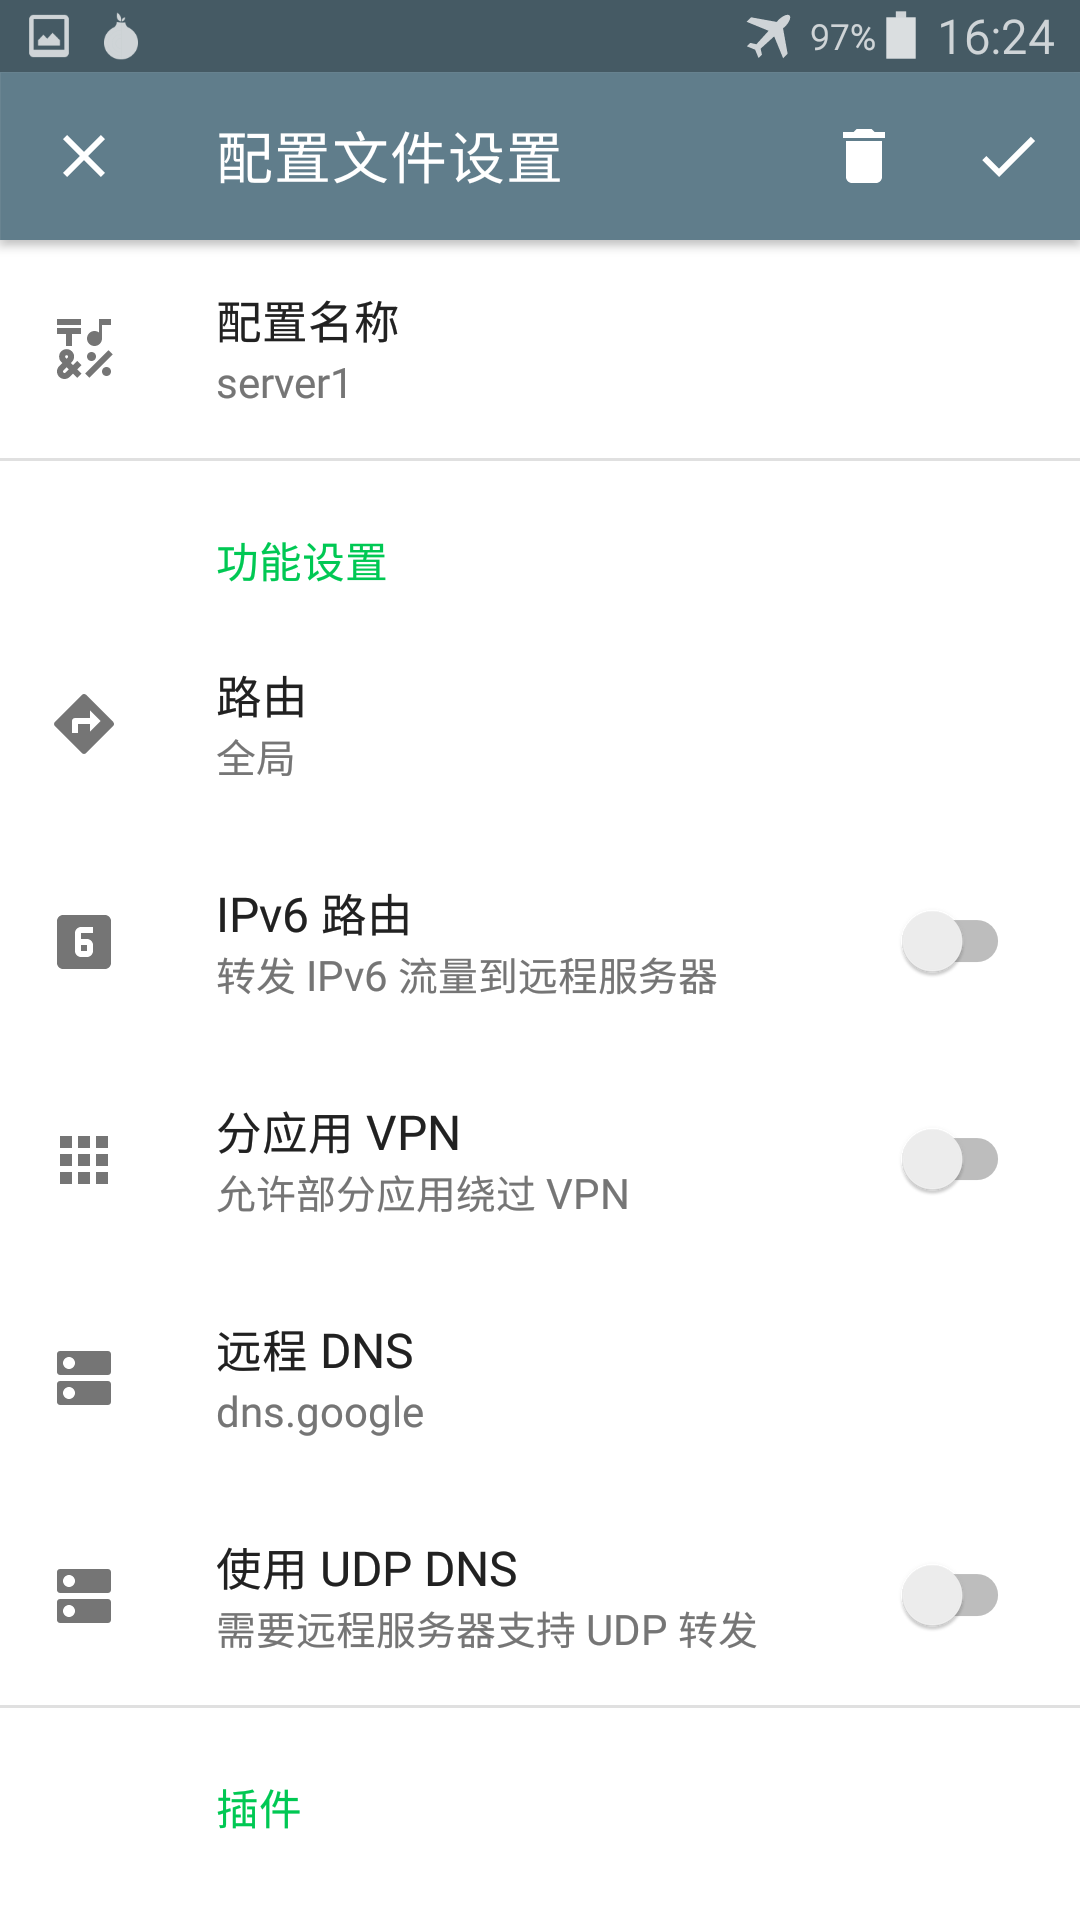 97% 16:24
配置文件设置
配置名称
server1
功能设置
路由
全局
IPv6 路由
转发 IPv6 流量到远程服务器
分应用 VPN
允许部分应用绕过 VPN
远程 DNS
dns.google
使用 UDP DNS
需要远程服务器支持 UDP 转发
插件